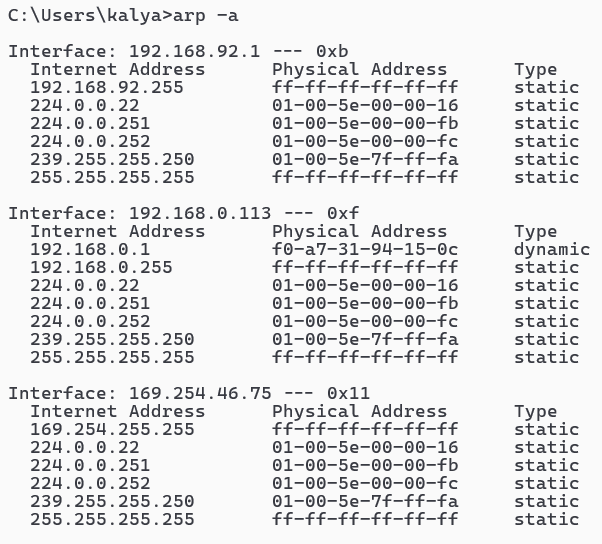 C:\Users\kalya>arp -a
Interface: 192.168.92.1 --- 0xb
Internet Address Physical Address Type
192.168.92.255 ff-ff-ff-ff-ff-ff static
224.0.0.22 01-00-5e-00-00-16 static
224.0.0.251 01-00-5e-00-00-fb static
224.0.0.252 01-00-5e-00-00-fc static
239.255.255.250 01-00-5e-7f-ff-fa static
255.255.255.255 ff-ff-ff-ff-ff-ff static
Interface: 192.168.0.113 --- 0xf
Internet Address Physical Address Type
192.168.0.1 f0-a7-31-94-15-0c dynamic
192.168.0.255 ff-ff-ff-ff-ff-ff static
224.0.0.22 01-00-5e-00-00-16 static
224.0.0.251 01-00-5e-00-00-fb static
224.0.0.252 01-00-5e-00-00-fc static
239.255.255.250 01-00-5e-7f-ff-fa static
255.255.255.255 ff-ff-ff-ff-ff-ff static
Interface: 169.254.46.75 --- 0x11
Internet Address Physical Address Type
169.254.255.255 ff-ff-ff-ff-ff-ff static
224.0.0.22 01-00-5e-00-00-16 static
224.0.0.251 01-00-5e-00-00-fb static
224.0.0.252 01-00-5e-00-00-fc static
239.255.255.250 01-00-5e-7f-ff-fa static
255.255.255.255 ff-ff-ff-ff-ff-ff static